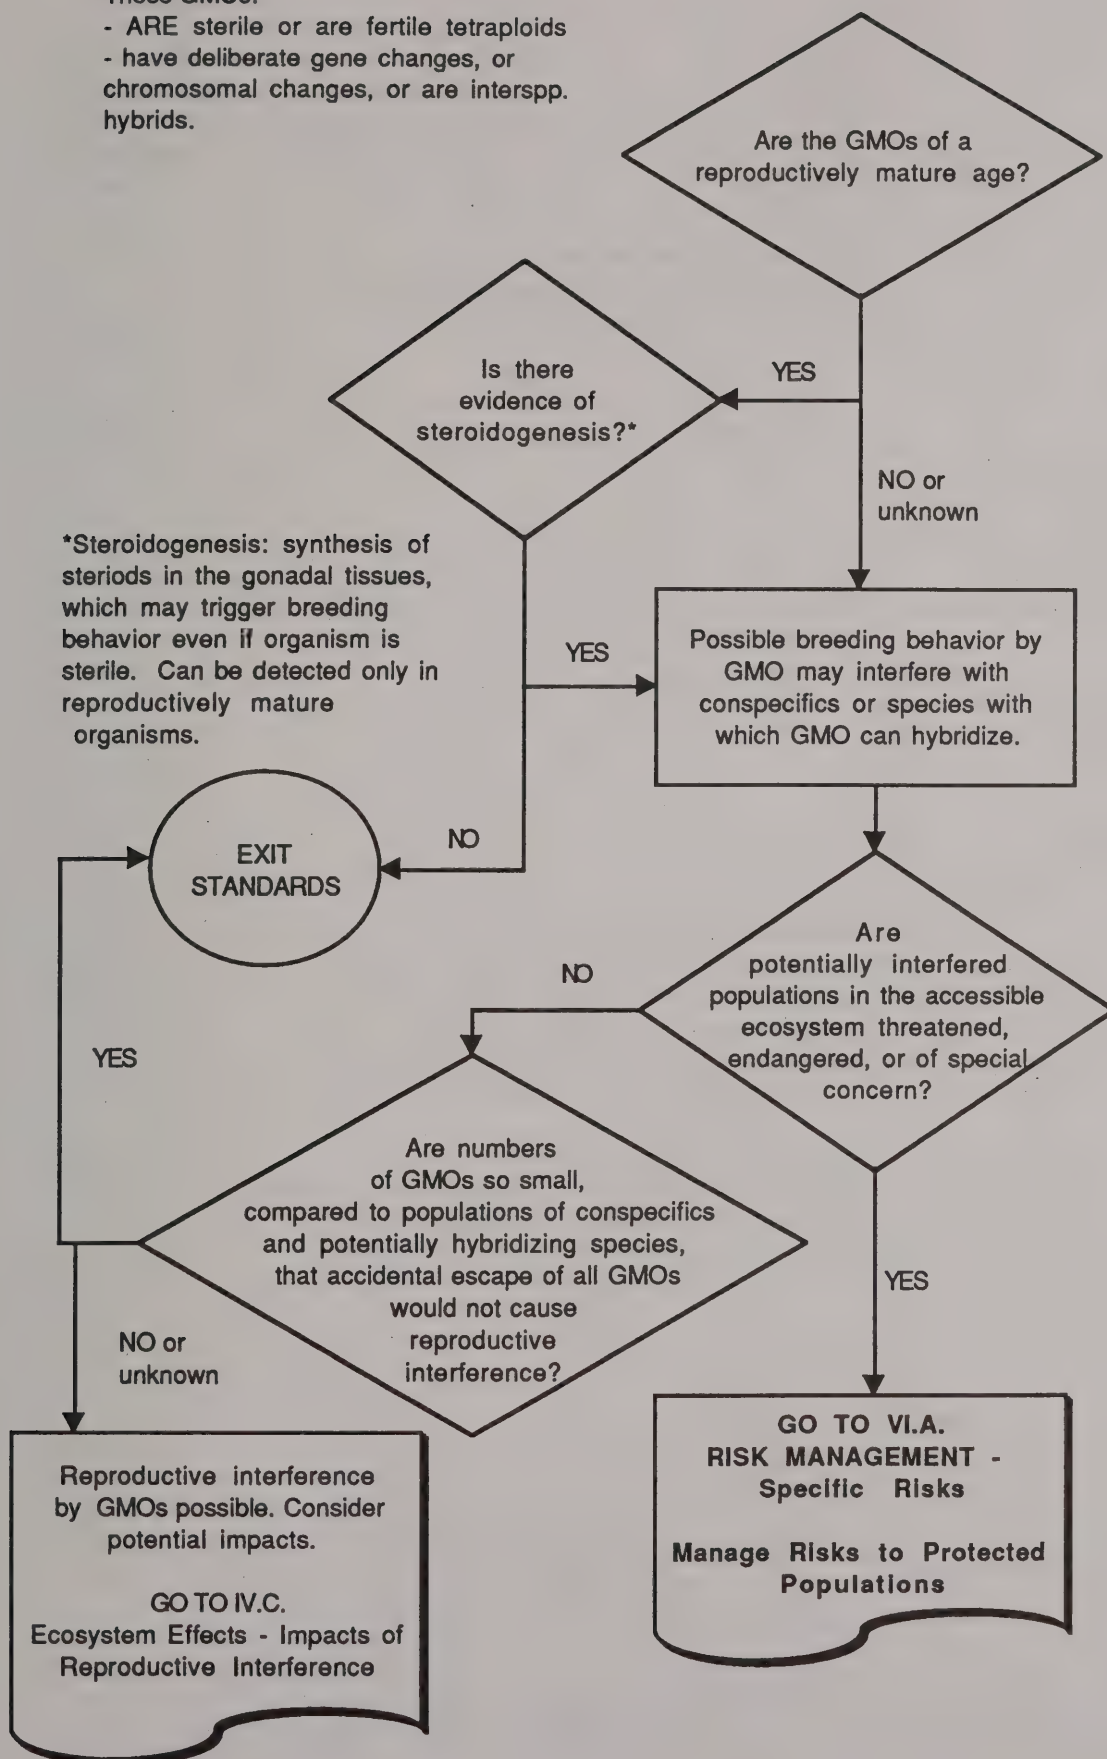 - ARE sterile or are fertile tetraploids
- have deliberate gene changes, or
chromosomal changes, or are interspp.
hybrids.
Are the GMOs of a
reproductively mature age?
Is there
evidence of
steroidogenesis?*
YES
NO or
unknown
*Steroidogenesis: synthesis of
steriods in the gonadal tissues,
which may trigger breeding
behavior even if organism is
sterile. Can be detected only in
reproductively mature
organisms.
YES
Possible breeding behavior by
GMO may interfere with
conspecifics or species with
which GMO can hybridize.
EXIT
STANDARDS
NO
Are
potentially interfered
populations in the accessible
ecosystem threatened,
endangered, or of special
concern?
NO
YES
Are numbers
of GMOs so small,
compared to populations of conspecifics
and potentially hybridizing species,
that accidental escape of all GMOs
would not cause
reproductive
interference?
YES
NO or
unknown
Reproductive interference
by GMOs possible. Consider
potential impacts.
GO TO IV.C.
Ecosystem Effects - Impacts of
Reproductive Interference
GO TO VI.A.
RISK MANAGEMENT -
Specific Risks
Manage Risks to Protected
Populations